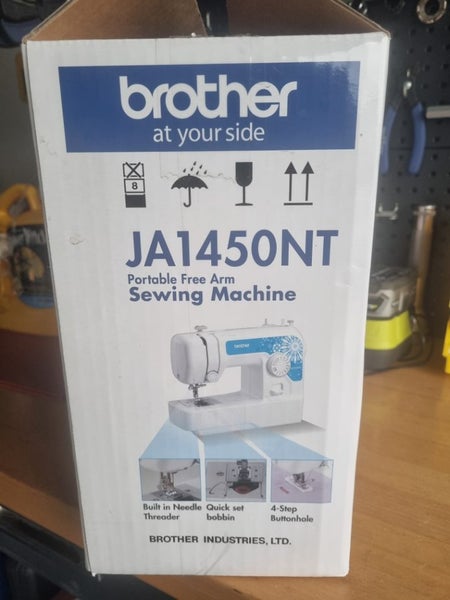 brother
at your side
8
JA1450NT
Portable Free Arm
Sewing Machine
brother
Built in Needle Threader
Quick set bobbin
4-Step Buttonhole
BROTHER INDUSTRIES, LTD.